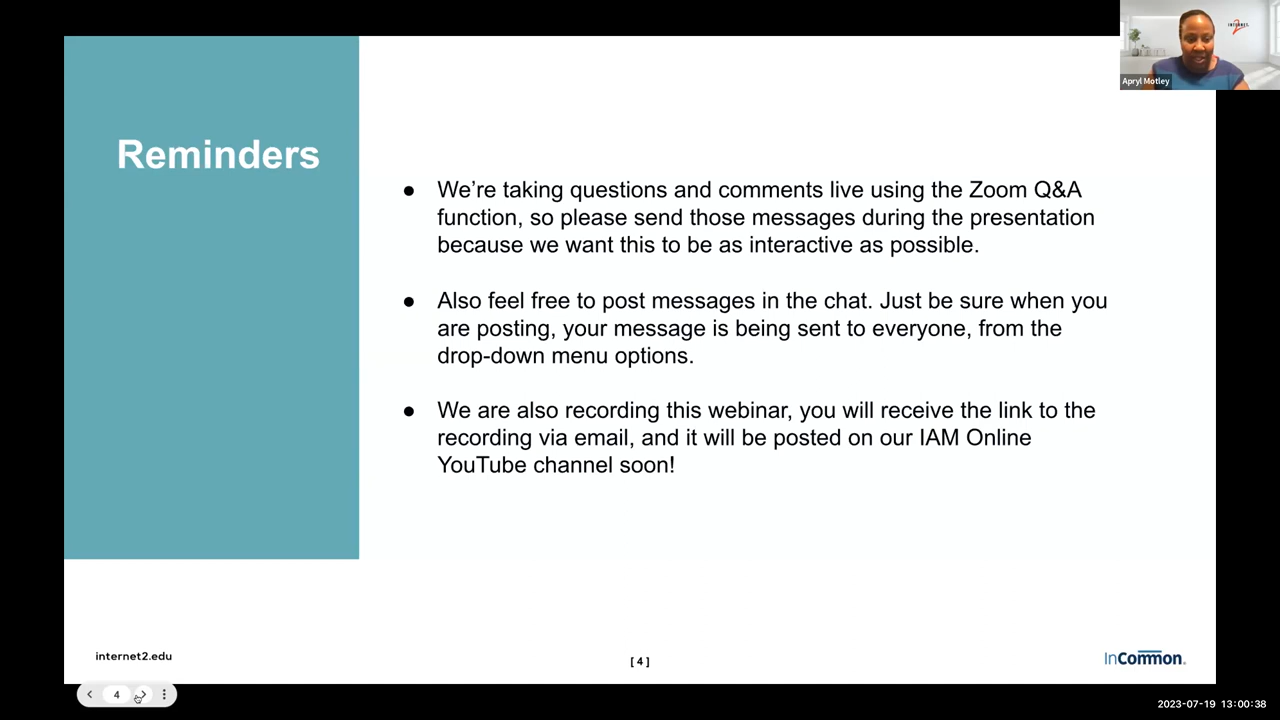 INTERNET
2
Apryl Motley
Reminders
● We’re taking questions and comments live using the Zoom Q&A
function, so please send those messages during the presentation
because we want this to be as interactive as possible.
● Also feel free to post messages in the chat. Just be sure when you
are posting, your message is being sent to everyone, from the
drop-down menu options.
● We are also recording this webinar, you will receive the link to the
recording via email, and it will be posted on our IAM Online
YouTube channel soon!
internet2.edu
[ 4 ]
InCommon.
4
2023-07-19 13:00:38